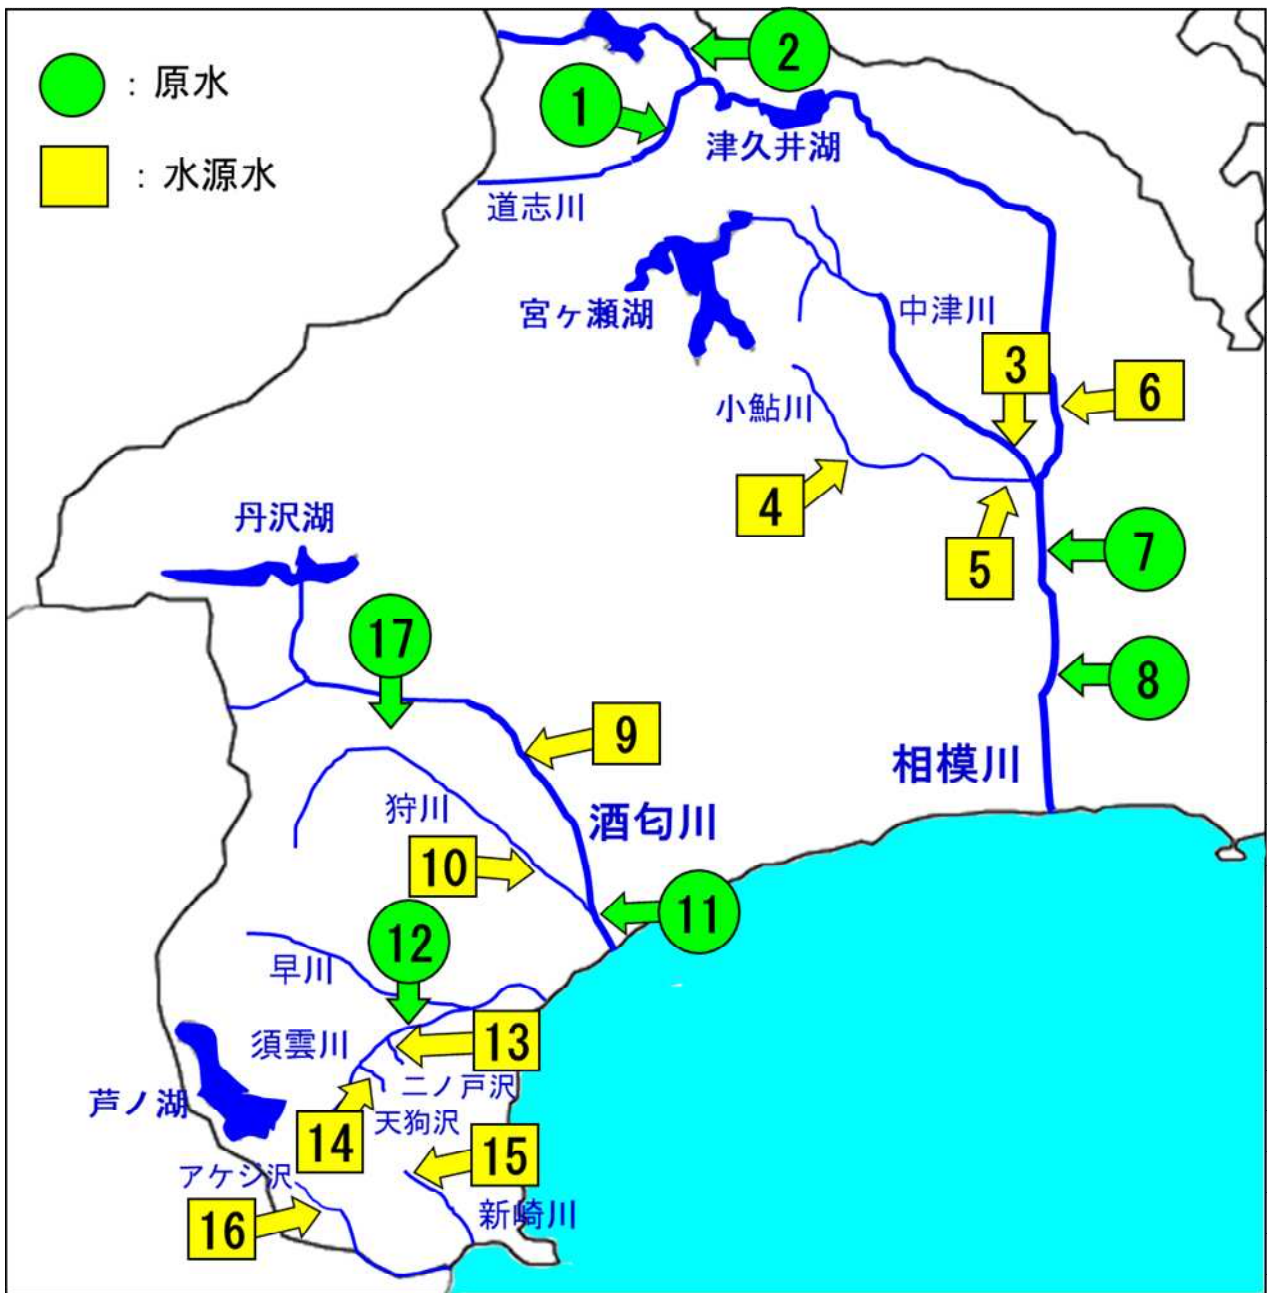 : 原水
: 水源水
2
1
津久井湖
道志川
宮ヶ瀬湖
中津川
3
6
小鮎川
4
5
丹沢湖
7
17
8
9
相模川
狩川
酒匂川
10
11
12
早川
須雲川
13
二ノ戸沢
芦ノ湖
天狗沢
14
15
アケジ沢
16
新崎川